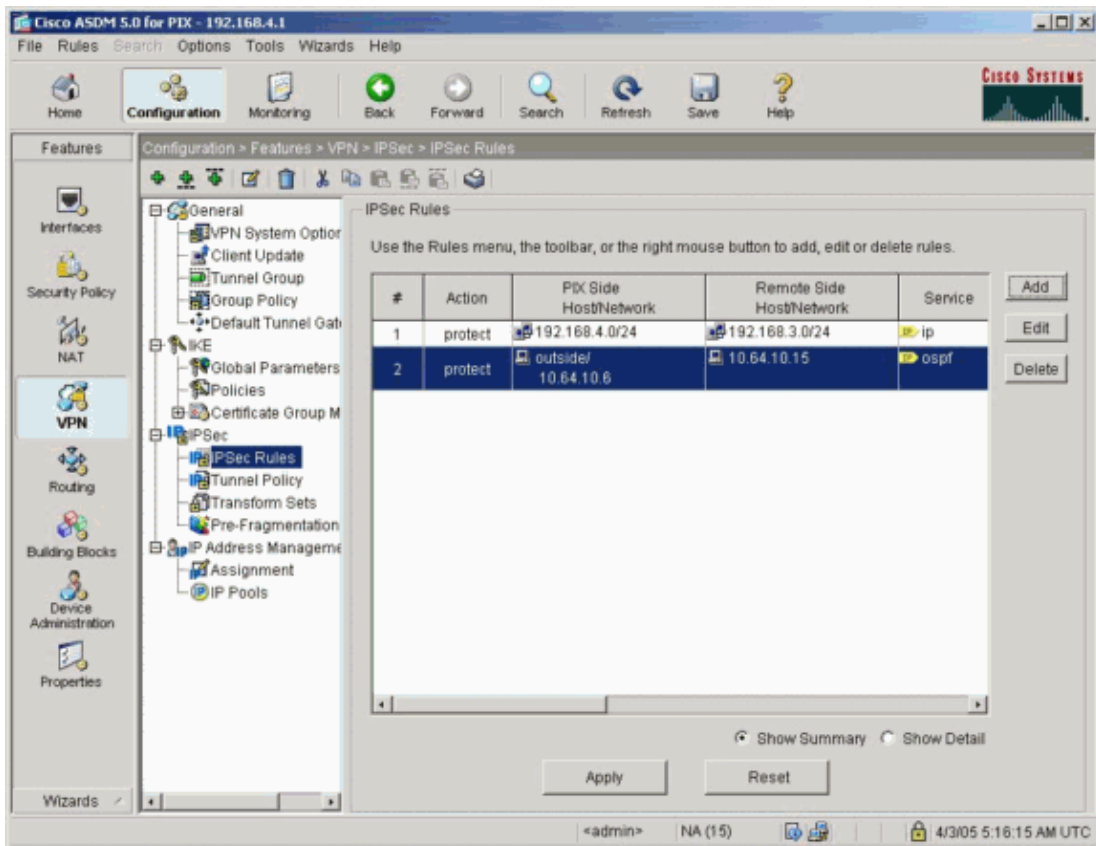 Cisco ASDM 5.0 for PIX - 192.168.4.1
File Rules Search Options Tools Wizards Help
Home Configuration Monitoring Back Forward Search Refresh Save Help
CISCO SYSTEMS
Features
Configuration > Features > VPN > IPSec > IPSec Rules
Interfaces
Security Policy
NAT
VPN
Routing
Building Blocks
Device
Administration
Properties
Wizards
General
VPN System Option
Client Update
Tunnel Group
Group Policy
Default Tunnel Gate
IKE
Global Parameters
Policies
Certificate Group M
IPSec
IPSec Rules
Tunnel Policy
Transform Sets
Pre-Fragmentation
IP Address Manageme
Assignment
IP Pools
IPSec Rules
Use the Rules menu, the toolbar, or the right mouse button to add, edit or delete rules.
# Action PIX Side Host/Network Remote Side Host/Network Service
1 protect 192.168.4.0/24 192.168.3.0/24 ip
2 protect outside/ 10.64.10.6 10.64.10.15 ospf
Add
Edit
Delete
Show Summary Show Detail
Apply Reset
<admin> NA (15) 4/3/05 5:16:15 AM UTC